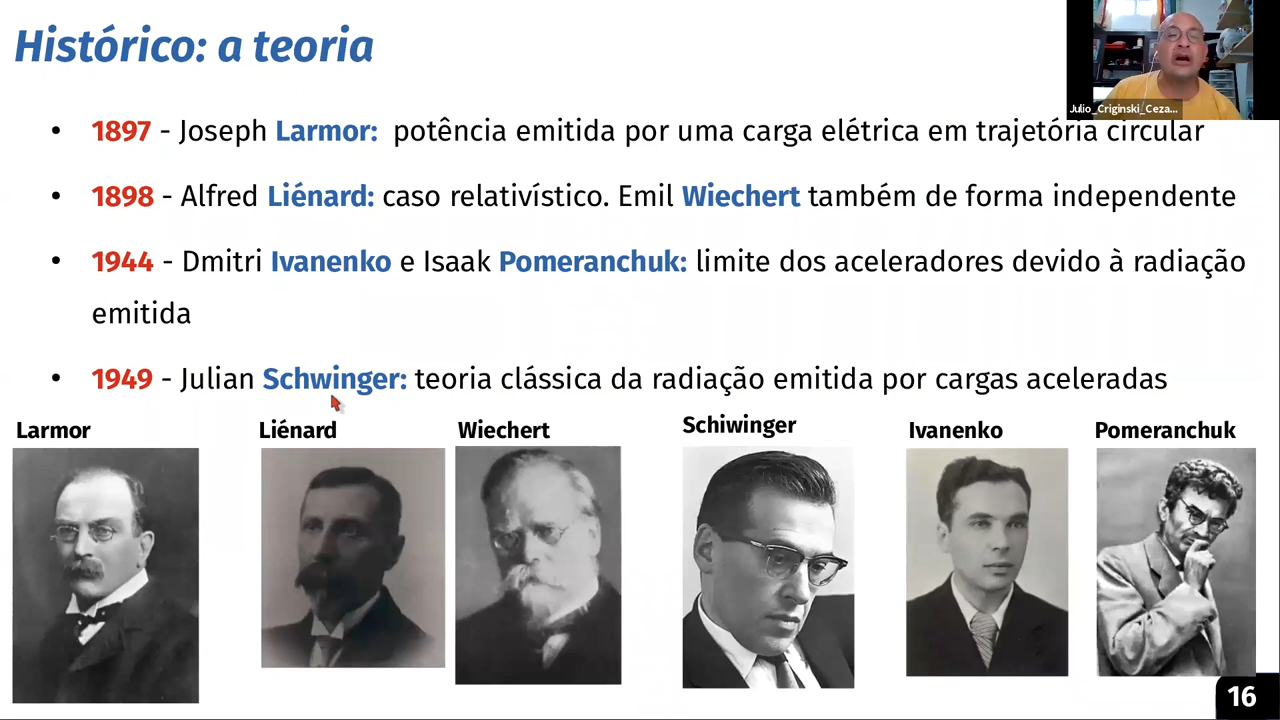 Histórico: a teoria
Julio_Criginski_Ceza...
• 1897 - Joseph Larmor: potência emitida por uma carga elétrica em trajetória circular
• 1898 - Alfred Liénard: caso relativístico. Emil Wiechert também de forma independente
• 1944 - Dmitri Ivanenko e Isaak Pomeranchuk: limite dos aceleradores devido à radiação
emitida
• 1949 - Julian Schwinger: teoria clássica da radiação emitida por cargas aceleradas
Larmor
Liénard
Wiechert
Schiwinger
Ivanenko
Pomeranchuk
16